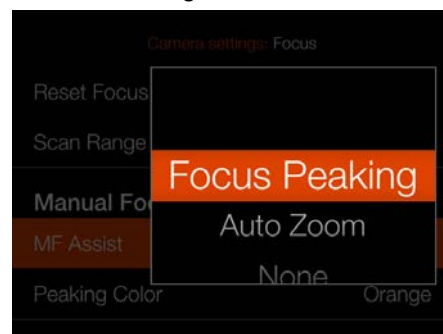 Camera settings: Focus
Reset Focus
Scan Range
Focus Peaking
Manual Fo
Auto Zoom
MF Assist
None
Peaking Color Orange